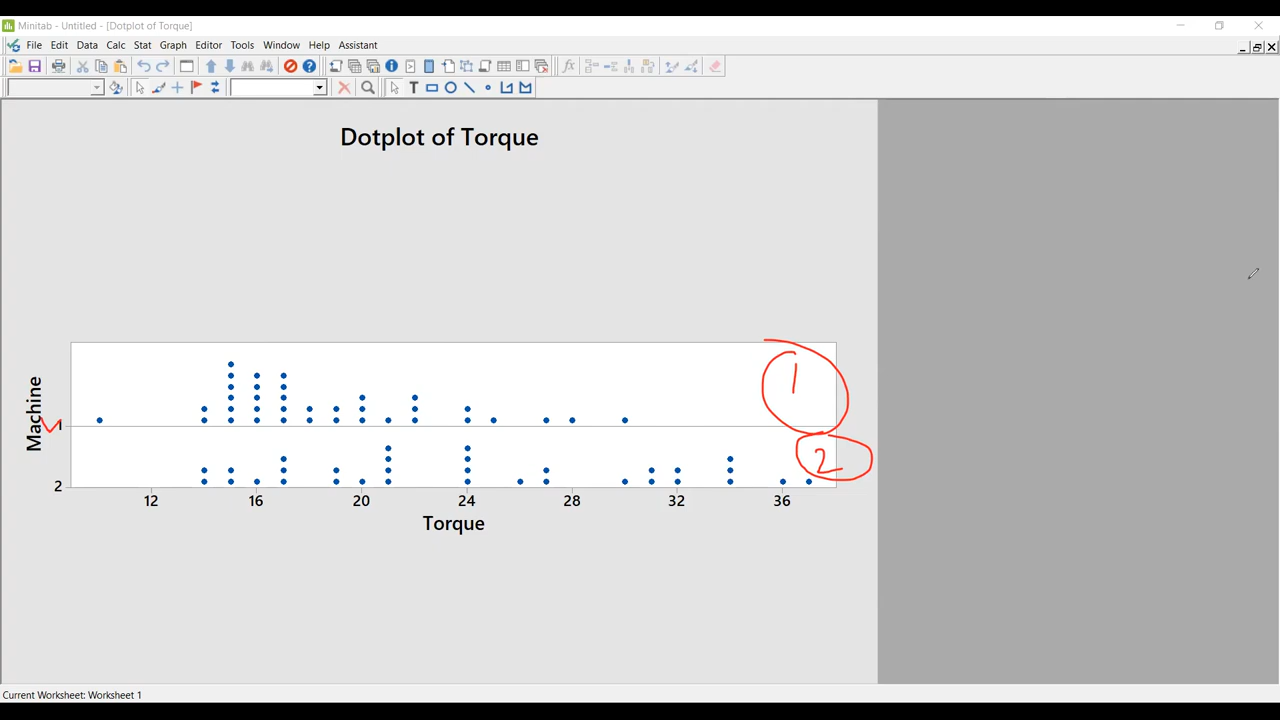 Minitab - Untitled - [Dotplot of Torque]
File Edit Data Calc Stat Graph Editor Tools Window Help Assistant
Dotplot of Torque
Machine
1
1
2
2
12 16 20 24 28 32 36
Torque
Current Worksheet: Worksheet 1